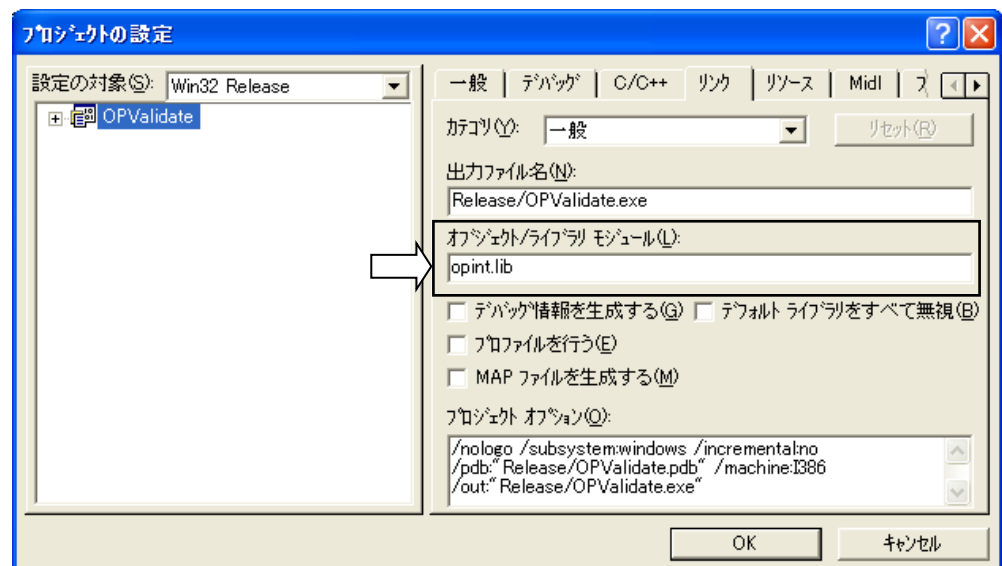 プロジェクトの設定
設定の対象(S): Win32 Release
OPValidate
一般 デバッグ C/C++ リンク リソース Midl
カテゴリ(Y): 一般 リセット(R)
出力ファイル名(N):
Release/OPValidate.exe
オブジェクト/ライブラリ モジュール(L):
opint.lib
デバッグ情報を生成する(G) デフォルト ライブラリをすべて無視(B)
プロファイルを行う(E)
MAP ファイルを生成する(M)
プロジェクト オプション(O):
/nologo /subsystem:windows /incremental:no
/pdb:"Release/OPValidate.pdb" /machine:I386
/out:"Release/OPValidate.exe"
OK キャンセル